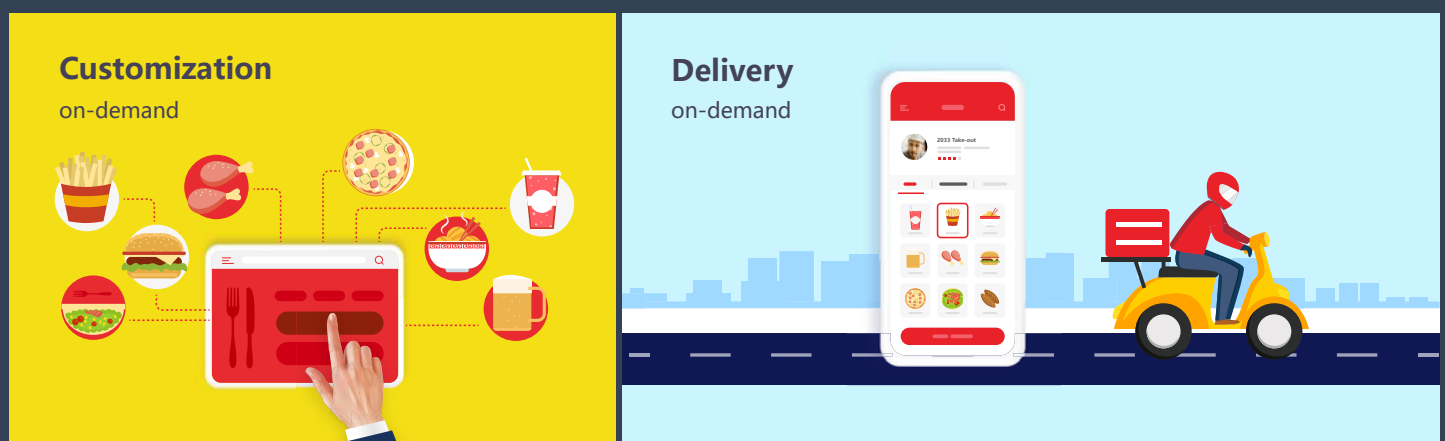 Customization
on-demand
Delivery
on-demand
2033 Take-out